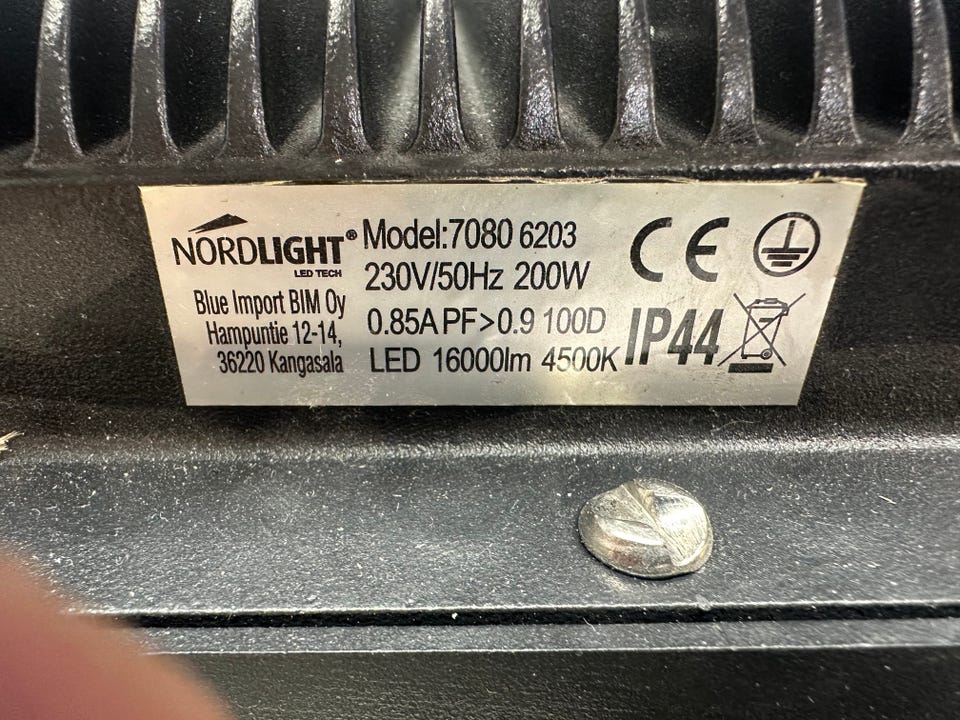 NORDLIGHT®
LED TECH
Blue Import BIM Oy
Hampuntie 12-14,
36220 Kangasala
Model:7080 6203
230V/50Hz 200W
0.85A PF>0.9 100D
LED 16000lm 4500K
CE
IP44